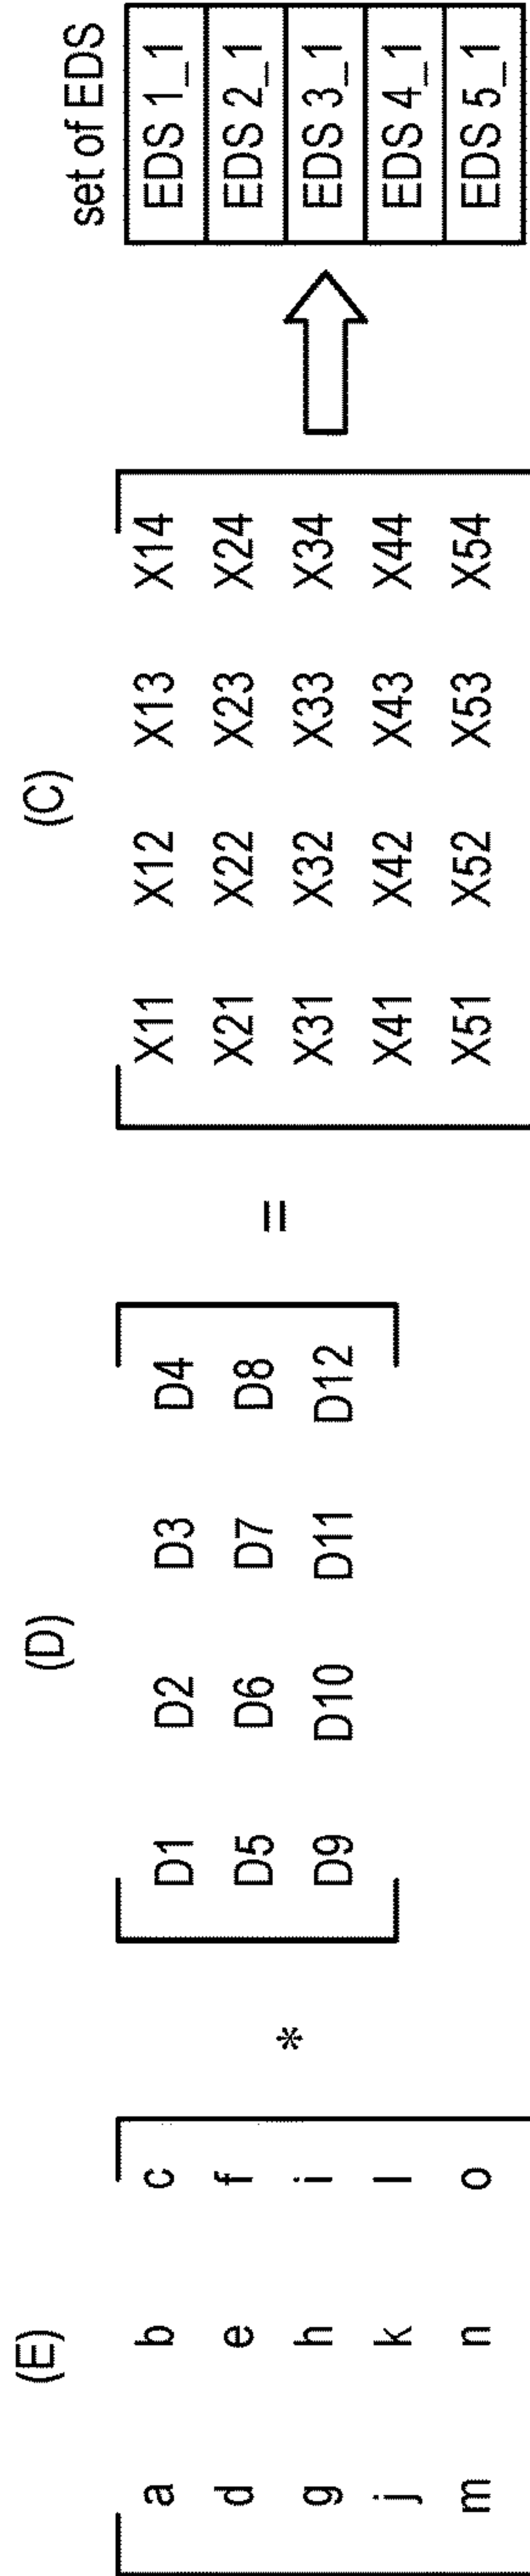 (E)
a b c
d e f
g h i
j k l
m n o
*
(D)
D1 D2 D3 D4
D5 D6 D7 D8
D9 D10 D11 D12
=
(C)
X11 X12 X13 X14
X21 X22 X23 X24
X31 X32 X33 X34
X41 X42 X43 X44
X51 X52 X53 X54
set of EDS
EDS 1_1
EDS 2_1
EDS 3_1
EDS 4_1
EDS 5_1